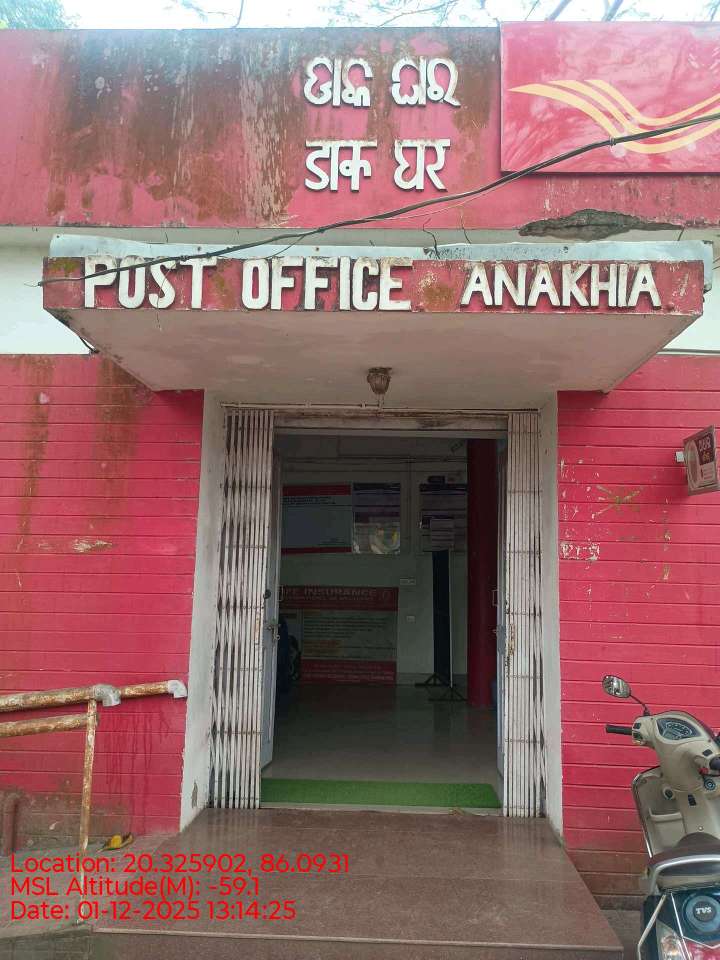 ଡାକ ଘର
डाक घर
POST OFFICE ANAKHIA
LIFE INSURANCE
TVS
Location: 20.325902, 86.0931
MSL Altitude(M): -59.1
Date: 01-12-2025 13:14:25